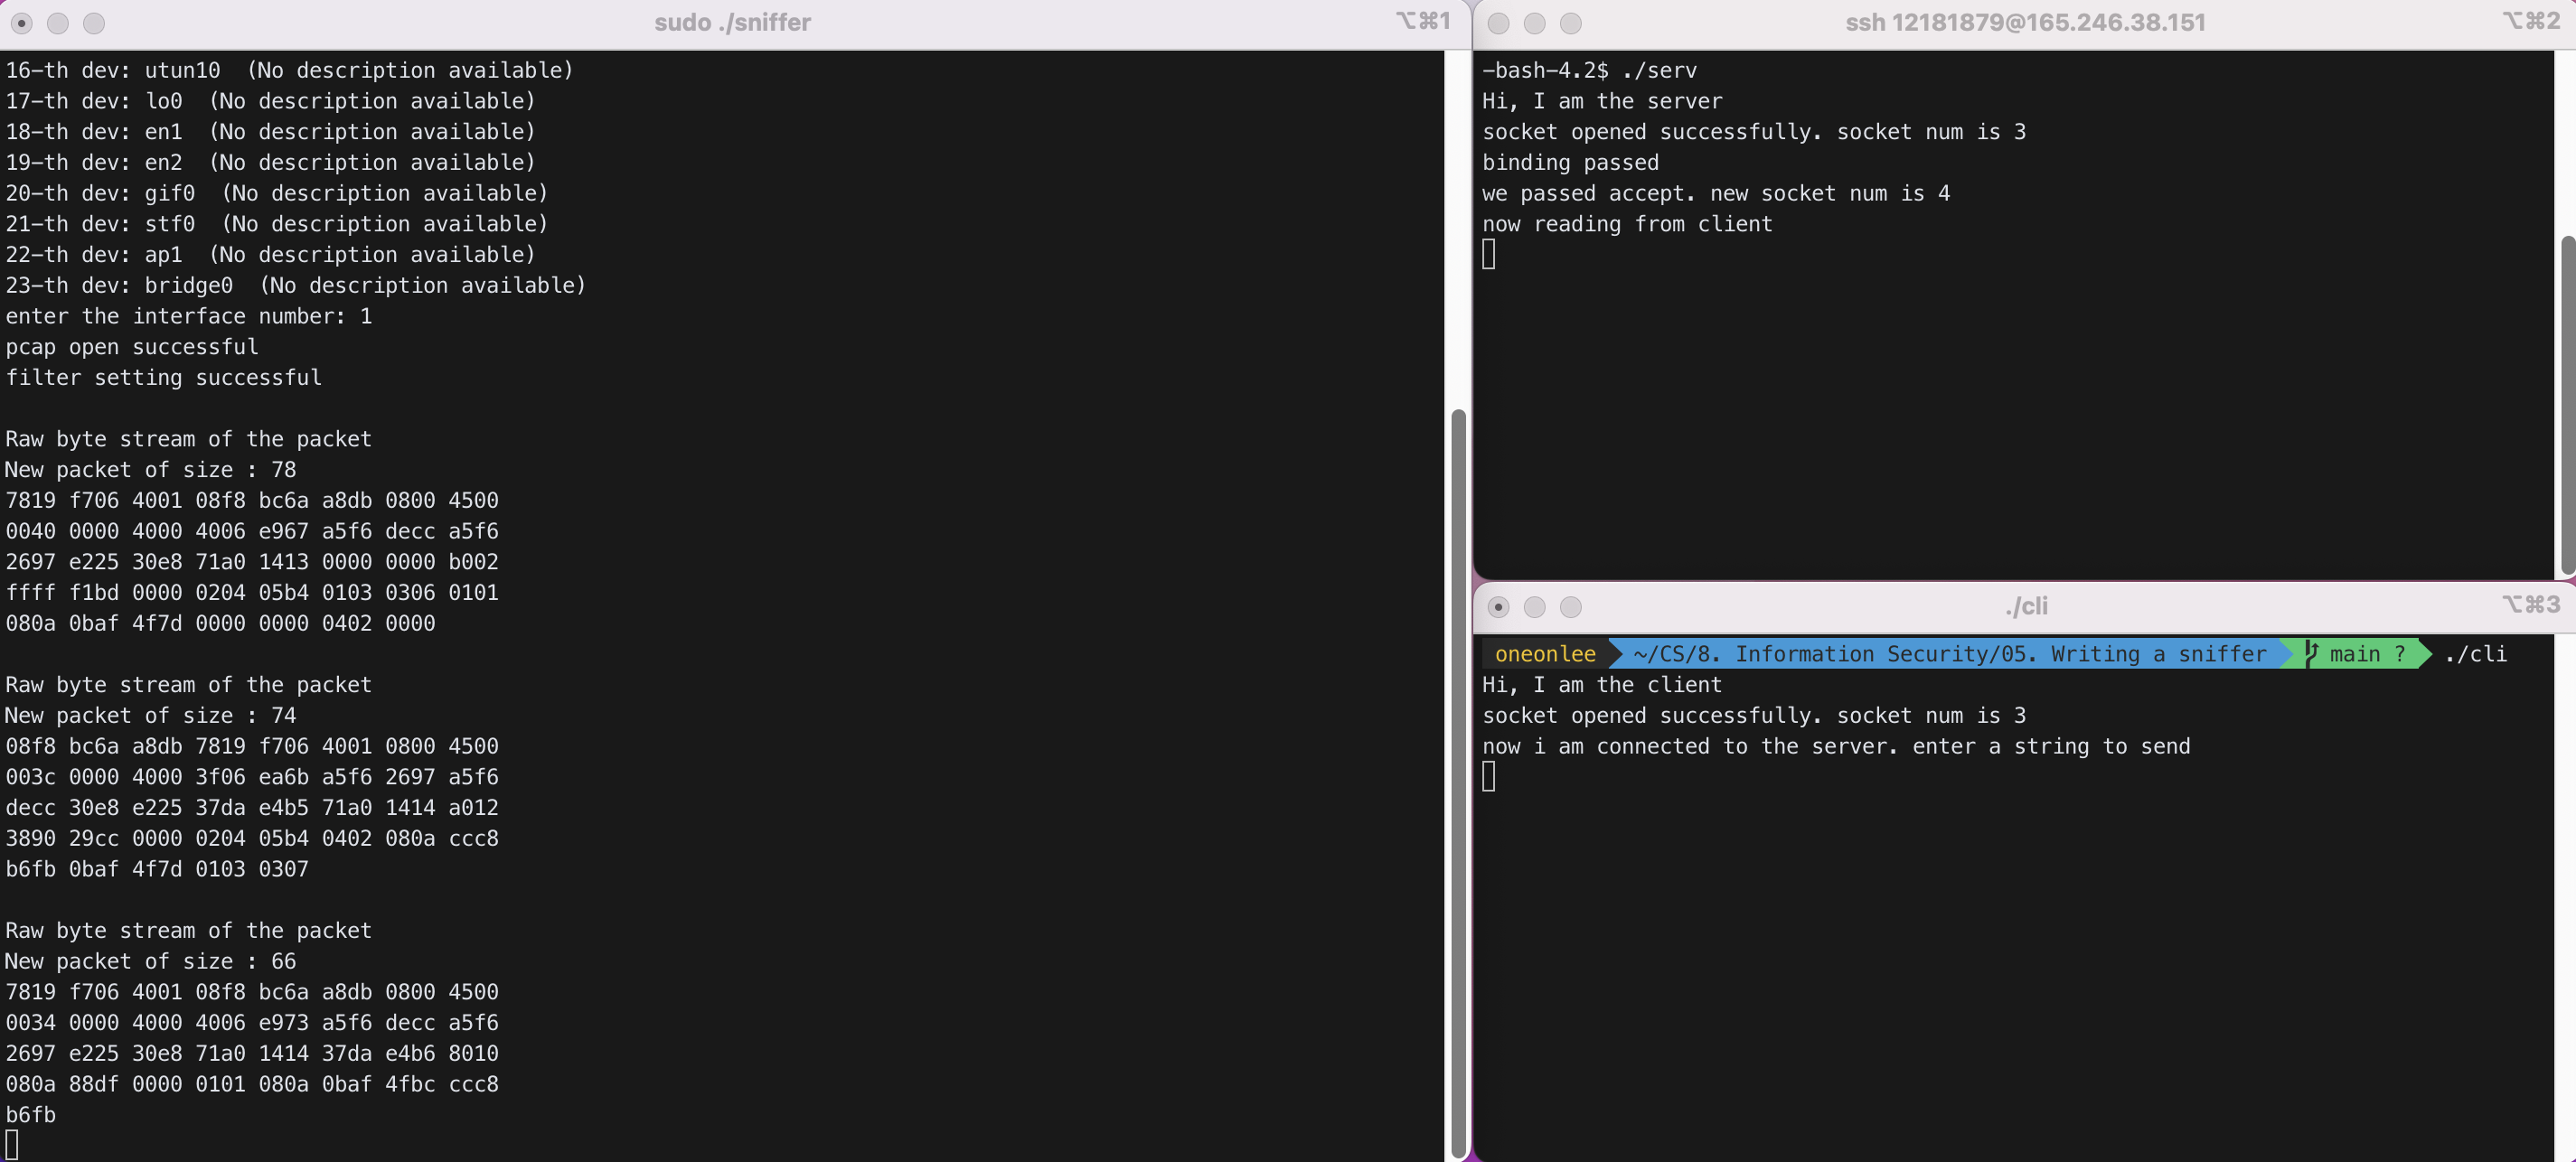 sudo ./sniffer
⌥⌘1
16-th dev: utun10  (No description available)
17-th dev: lo0  (No description available)
18-th dev: en1  (No description available)
19-th dev: en2  (No description available)
20-th dev: gif0  (No description available)
21-th dev: stf0  (No description available)
22-th dev: ap1  (No description available)
23-th dev: bridge0  (No description available)
enter the interface number: 1
pcap open successful
filter setting successful
Raw byte stream of the packet
New packet of size : 78
7819 f706 4001 08f8 bc6a a8db 0800 4500
0040 0000 4000 4006 e967 a5f6 decc a5f6
2697 e225 30e8 71a0 1413 0000 0000 b002
ffff f1bd 0000 0204 05b4 0103 0306 0101
080a 0baf 4f7d 0000 0000 0402 0000
Raw byte stream of the packet
New packet of size : 74
08f8 bc6a a8db 7819 f706 4001 0800 4500
003c 0000 4000 3f06 ea6b a5f6 2697 a5f6
decc 30e8 e225 37da e4b5 71a0 1414 a012
3890 29cc 0000 0204 05b4 0402 080a ccc8
b6fb 0baf 4f7d 0103 0307
Raw byte stream of the packet
New packet of size : 66
7819 f706 4001 08f8 bc6a a8db 0800 4500
0034 0000 4000 4006 e973 a5f6 decc a5f6
2697 e225 30e8 71a0 1414 37da e4b6 8010
080a 88df 0000 0101 080a 0baf 4fbc ccc8
b6fb
ssh 12181879@165.246.38.151
⌥⌘2
-bash-4.2$ ./serv
Hi, I am the server
socket opened successfully. socket num is 3
binding passed
we passed accept. new socket num is 4
now reading from client
./cli
⌥⌘3
oneonlee ~/CS/8. Information Security/05. Writing a sniffer main ? ./cli
Hi, I am the client
socket opened successfully. socket num is 3
now i am connected to the server. enter a string to send